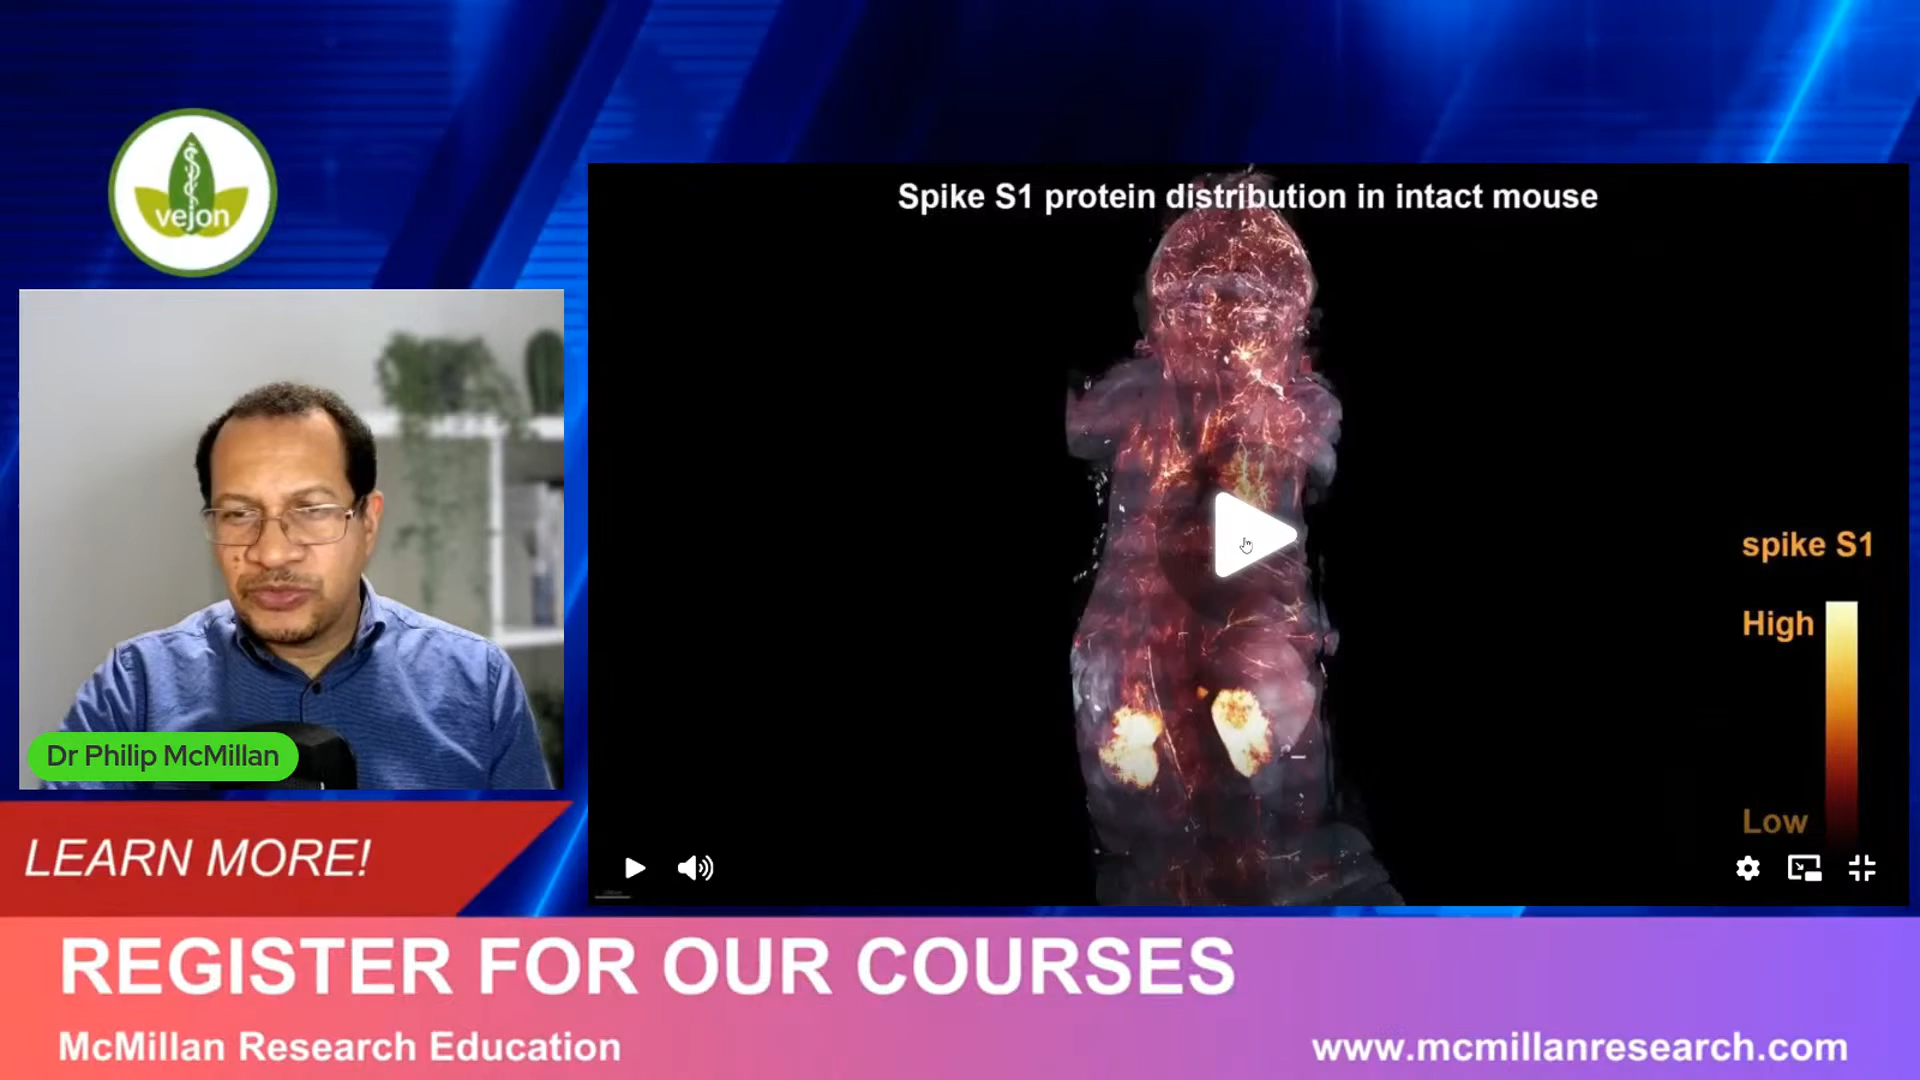 vejon
Spike S1 protein distribution in intact mouse
spike S1
High
Low
Dr Philip McMillan
LEARN MORE!
REGISTER FOR OUR COURSES
McMillan Research Education
www.mcmillanresearch.com